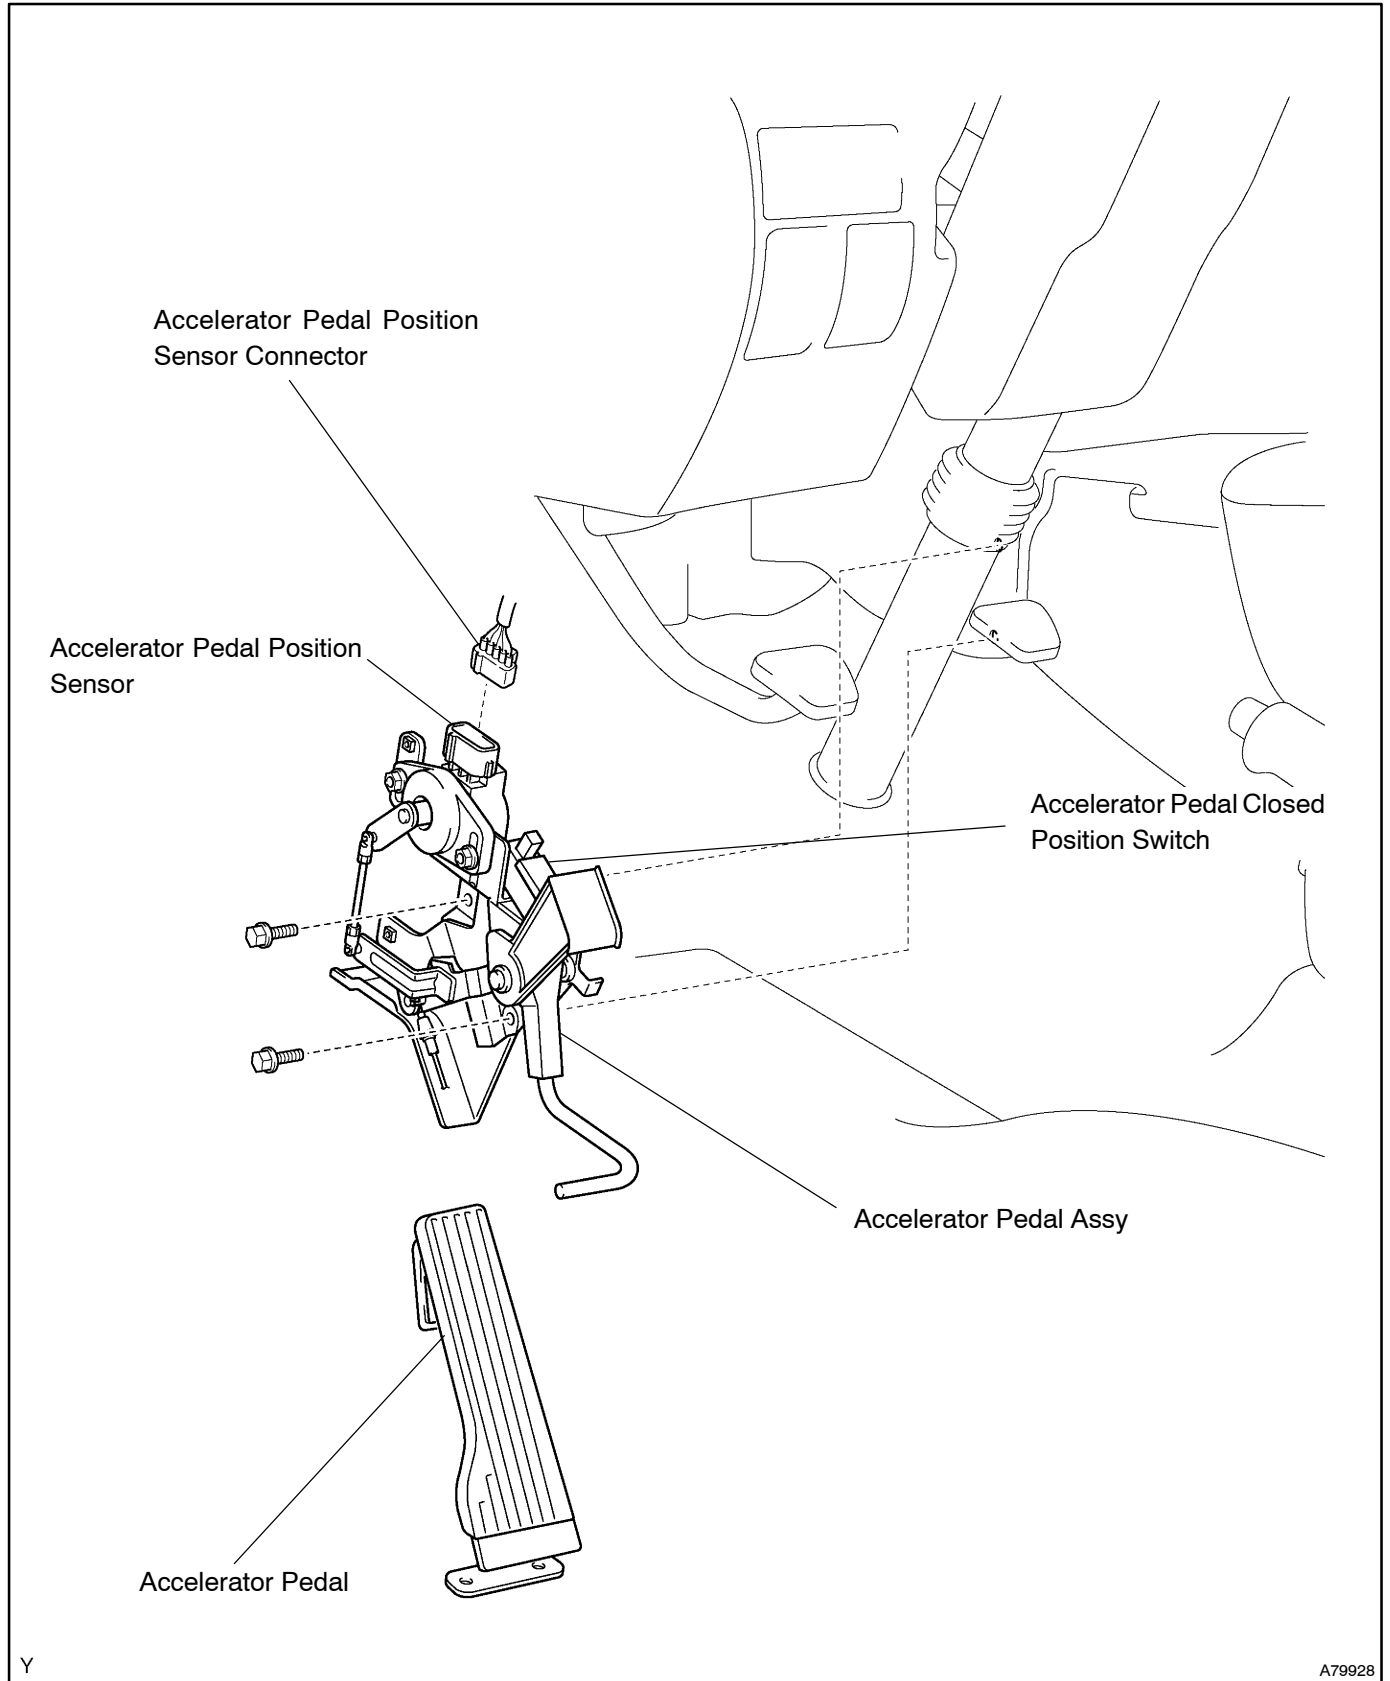 Accelerator Pedal Position
Sensor Connector
Accelerator Pedal Position
Sensor
Accelerator Pedal Closed
Position Switch
Accelerator Pedal Assy
Accelerator Pedal
Y
A79928